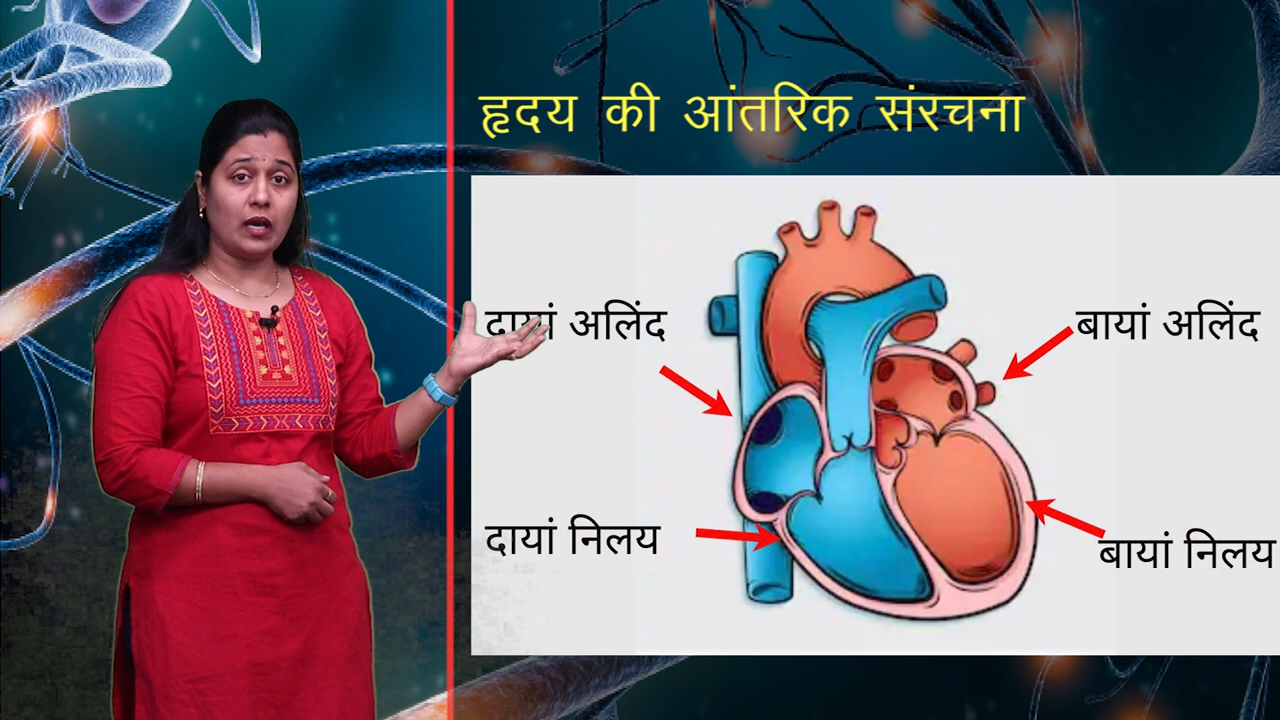 हृदय की आंतरिक संरचना
दायां अलिंद
बायां अलिंद
दायां निलय
बायां निलय